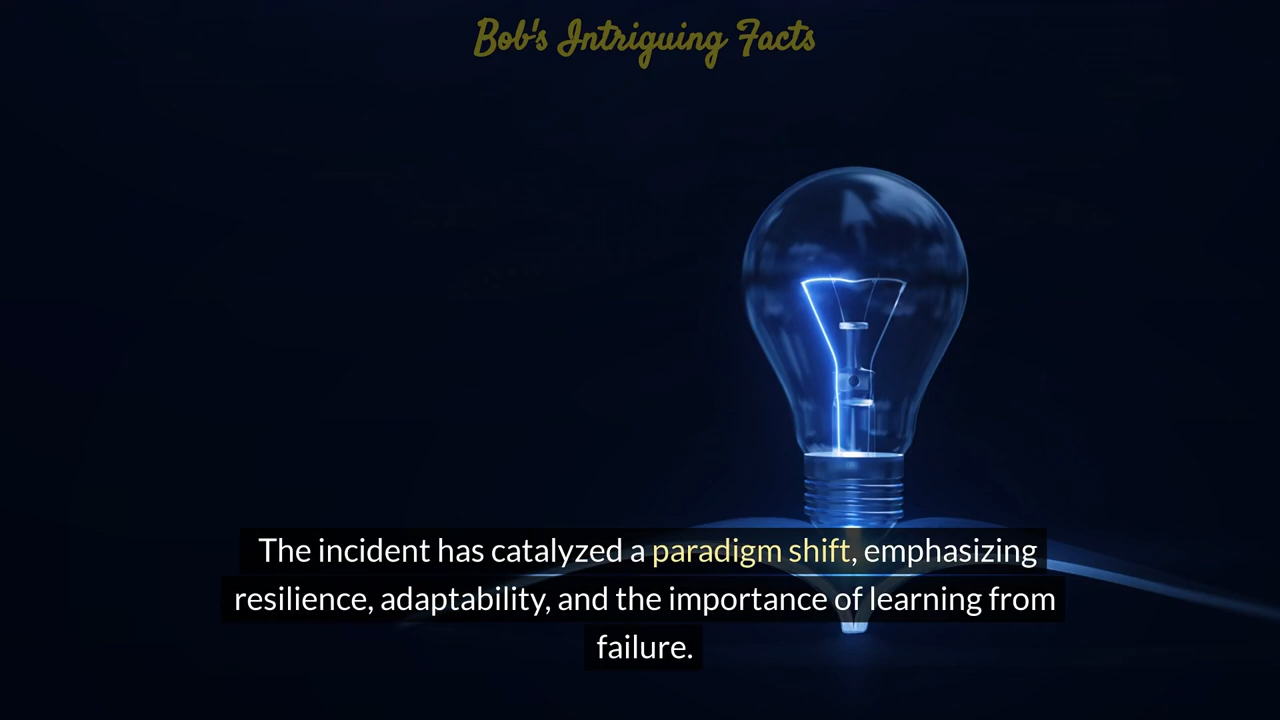 Bob's Intriguing Facts
The incident has catalyzed a paradigm shift, emphasizing
resilience, adaptability, and the importance of learning from
failure.